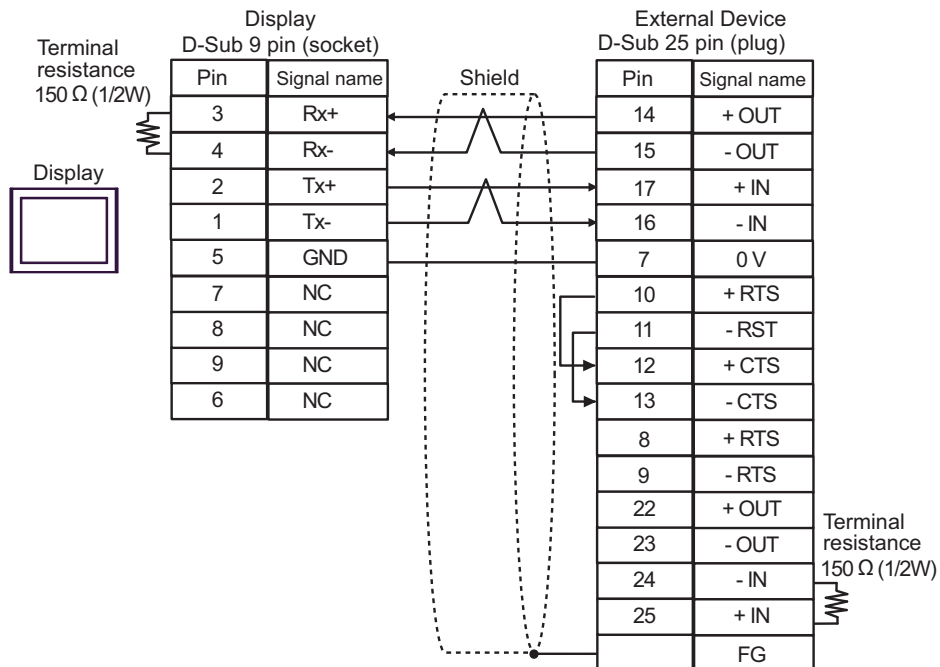 Display
D-Sub 9 pin (socket)
External Device
D-Sub 25 pin (plug)
Terminal
resistance
150 Ω (1/2W)
Shield
Display
Pin Signal name
3 Rx+
4 Rx-
2 Tx+
1 Tx-
5 GND
7 NC
8 NC
9 NC
6 NC
Pin Signal name
14 + OUT
15 - OUT
17 + IN
16 - IN
7 0 V
10 + RTS
11 - RST
12 + CTS
13 - CTS
8 + RTS
9 - RTS
22 + OUT
23 - OUT
24 - IN
25 + IN
FG
Terminal
resistance
150 Ω (1/2W)